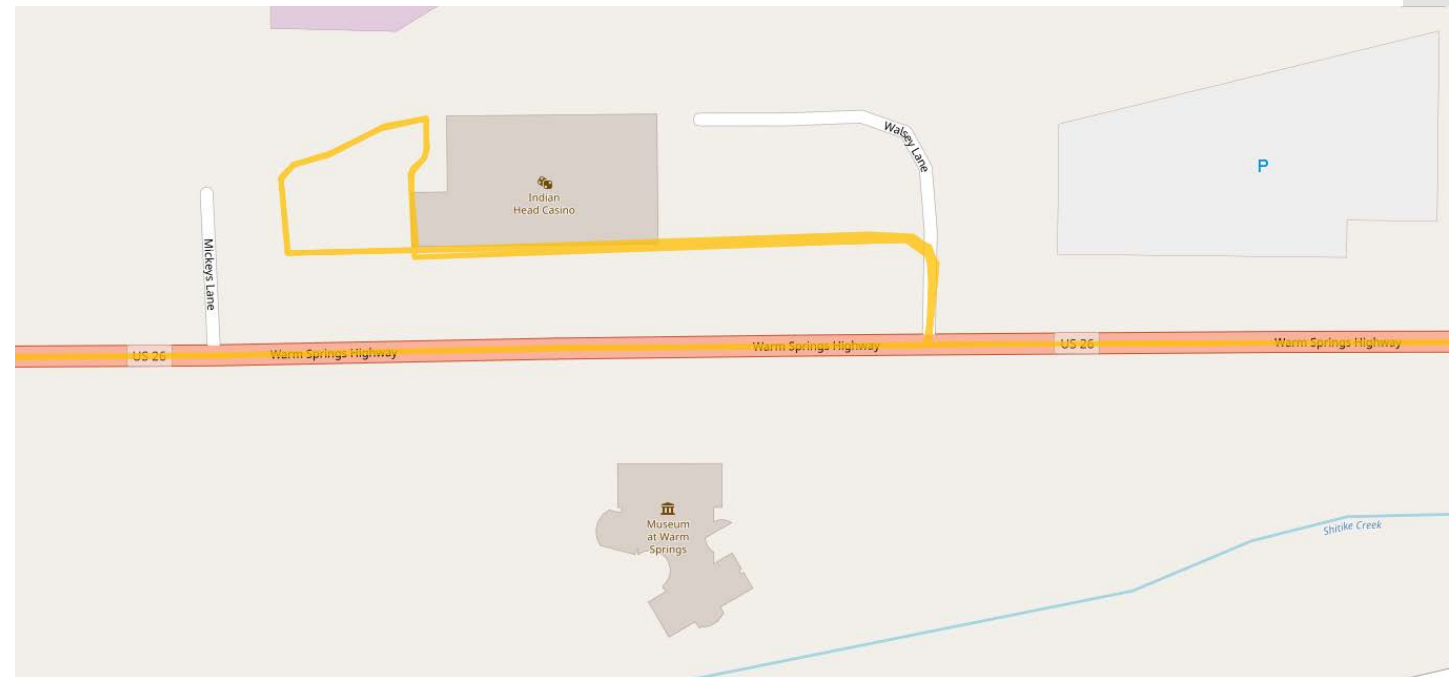 Walsey Lane
P
Indian
Head Casino
Mickeys Lane
US 26
Warm Springs Highway
Warm Springs Highway
US 26
Warm Springs Highway
Museum
at Warm
Springs
Shitike Creek